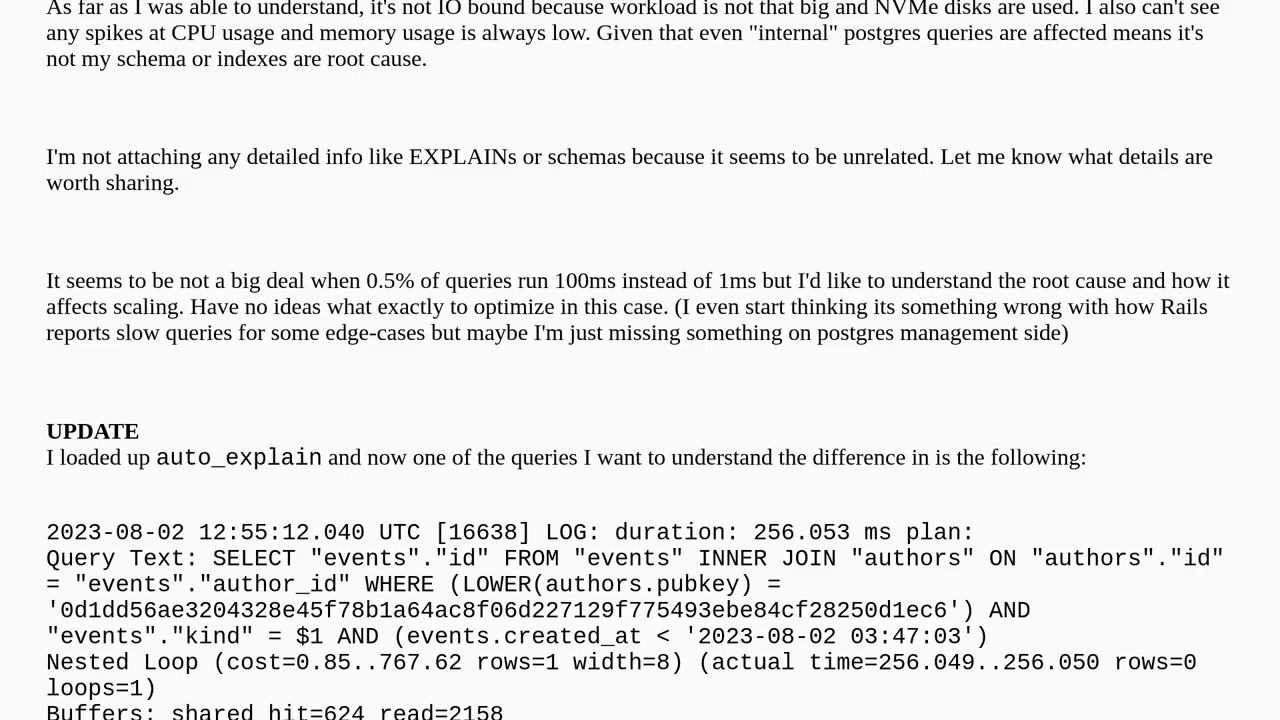 As far as I was able to understand, it's not IO bound because workload is not that big and NVMe disks are used. I also can't see
any spikes at CPU usage and memory usage is always low. Given that even "internal" postgres queries are affected means it's
not my schema or indexes are root cause.
I'm not attaching any detailed info like EXPLAINs or schemas because it seems to be unrelated. Let me know what details are
worth sharing.
It seems to be not a big deal when 0.5% of queries run 100ms instead of 1ms but I'd like to understand the root cause and how it
affects scaling. Have no ideas what exactly to optimize in this case. (I even start thinking its something wrong with how Rails
reports slow queries for some edge-cases but maybe I'm just missing something on postgres management side)
UPDATE
I loaded up auto_explain and now one of the queries I want to understand the difference in is the following:
2023-08-02 12:55:12.040 UTC [16638] LOG: duration: 256.053 ms plan:
Query Text: SELECT "events"."id" FROM "events" INNER JOIN "authors" ON "authors"."id"
= "events"."author_id" WHERE (LOWER(authors.pubkey) =
'0d1dd56ae3204328e45f78b1a64ac8f06d227129f775493ebe84cf28250d1ec6') AND
"events"."kind" = $1 AND (events.created_at < '2023-08-02 03:47:03')
Nested Loop (cost=0.85..767.62 rows=1 width=8) (actual time=256.049..256.050 rows=0
loops=1)
Buffers: shared hit=624 read=2158